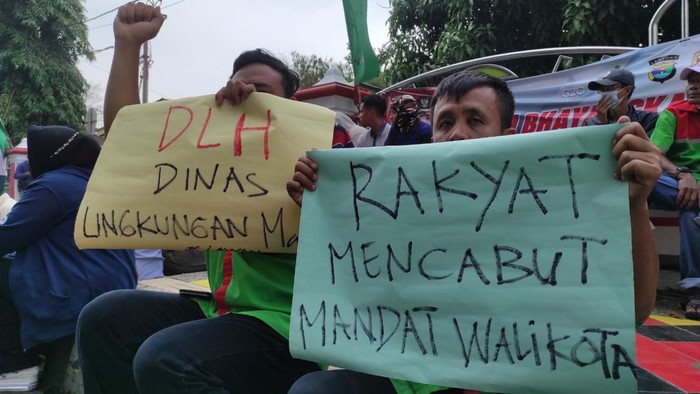 DLH
DINAS
LINGKUNGAN
RAKYAT
MENCABUT
MANDAT WALIKOTA